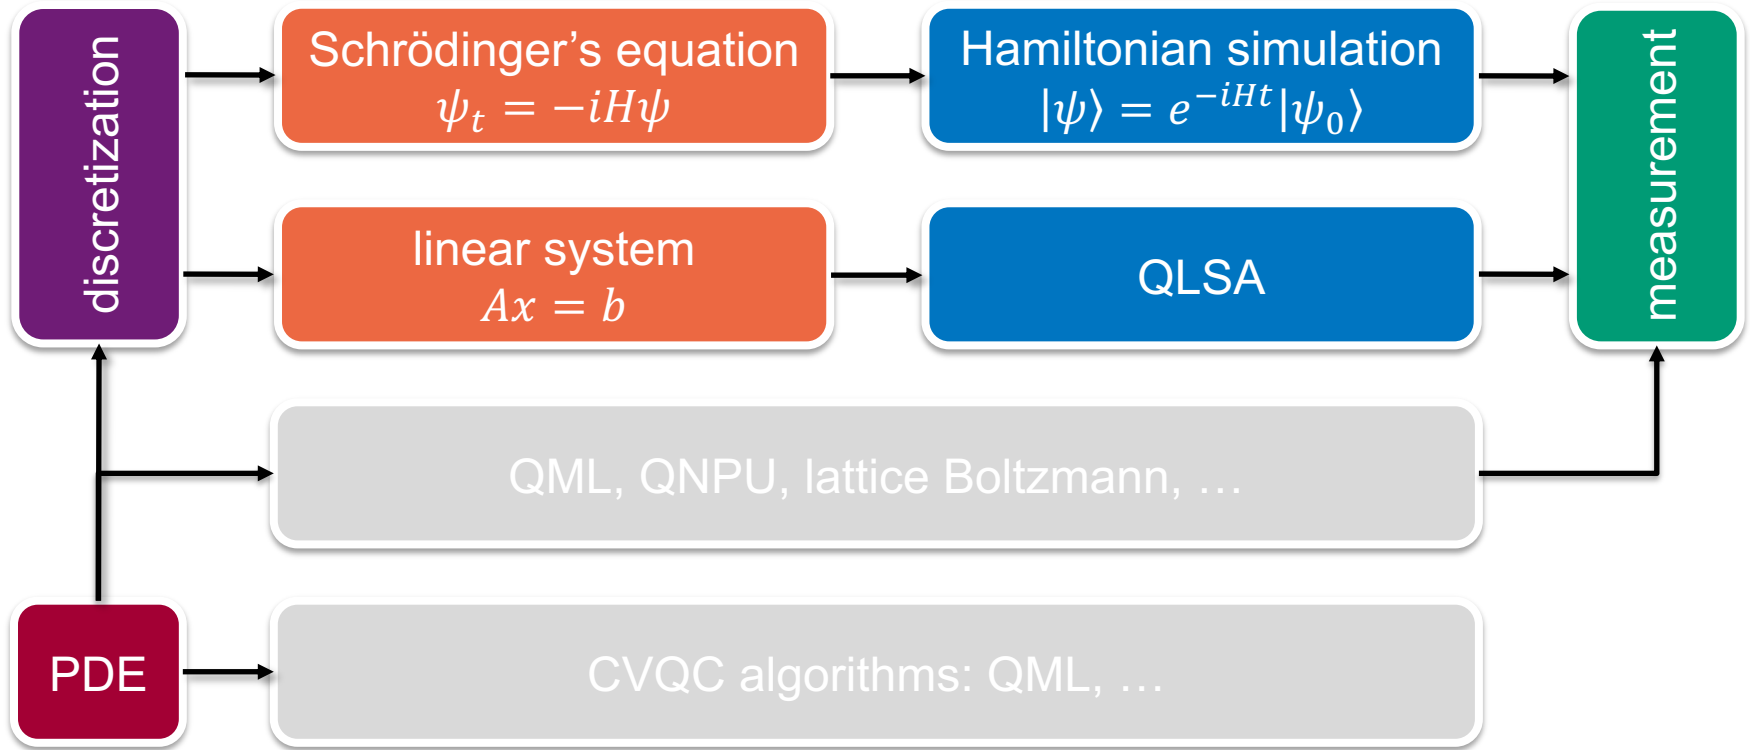 discretization
Schrödinger’s equation
ψ_t = −iHψ
Hamiltonian simulation
|ψ⟩ = e^{−iHt}|ψ_0⟩
measurement
linear system
Ax = b
QLSA
QML, QNPU, lattice Boltzmann, …
PDE
CVQC algorithms: QML, …